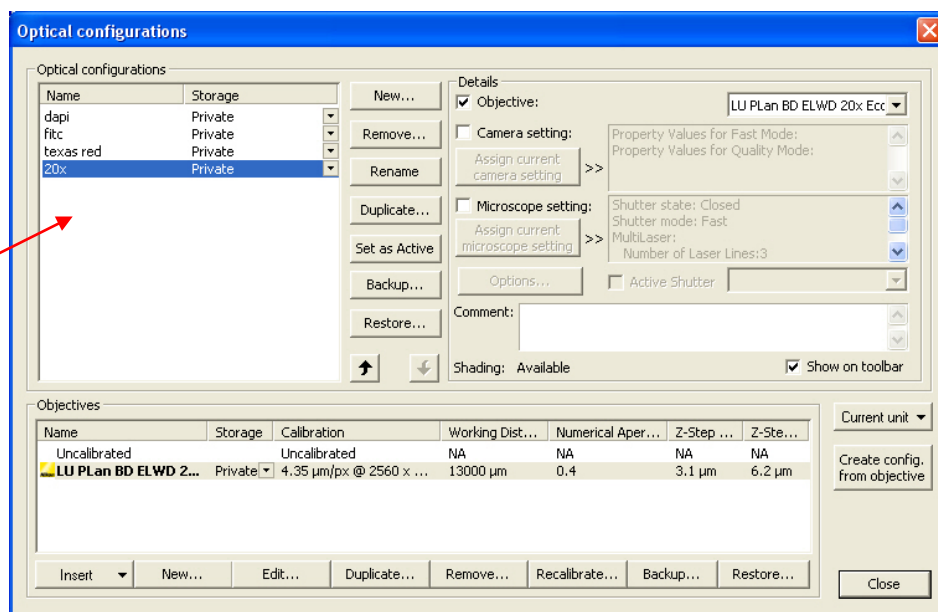 Optical configurations
Optical configurations
Name Storage
dapi Private
fitc Private
texas red Private
20x Private
New...
Remove...
Rename
Duplicate...
Set as Active
Backup...
Restore...
Details
Objective: LU PLan BD ELWD 20x Ecc
Camera setting:
Assign current
camera setting
>>
Property Values for Fast Mode:
Property Values for Quality Mode:
Microscope setting:
Assign current
microscope setting
>>
Shutter state: Closed
Shutter mode: Fast
MultiLaser:
Number of Laser Lines:3
Options...
Active Shutter
Comment:
Shading: Available
Show on toolbar
Objectives
Name Storage Calibration Working Dist... Numerical Aper... Z-Step ... Z-Ste...
Uncalibrated Uncalibrated NA NA NA NA
LU PLan BD ELWD 2... Private 4.35 µm/px @ 2560 x ... 13000 µm 0.4 3.1 µm 6.2 µm
Insert New... Edit... Duplicate... Remove... Recalibrate... Backup... Restore...
Current unit
Create config.
from objective
Close